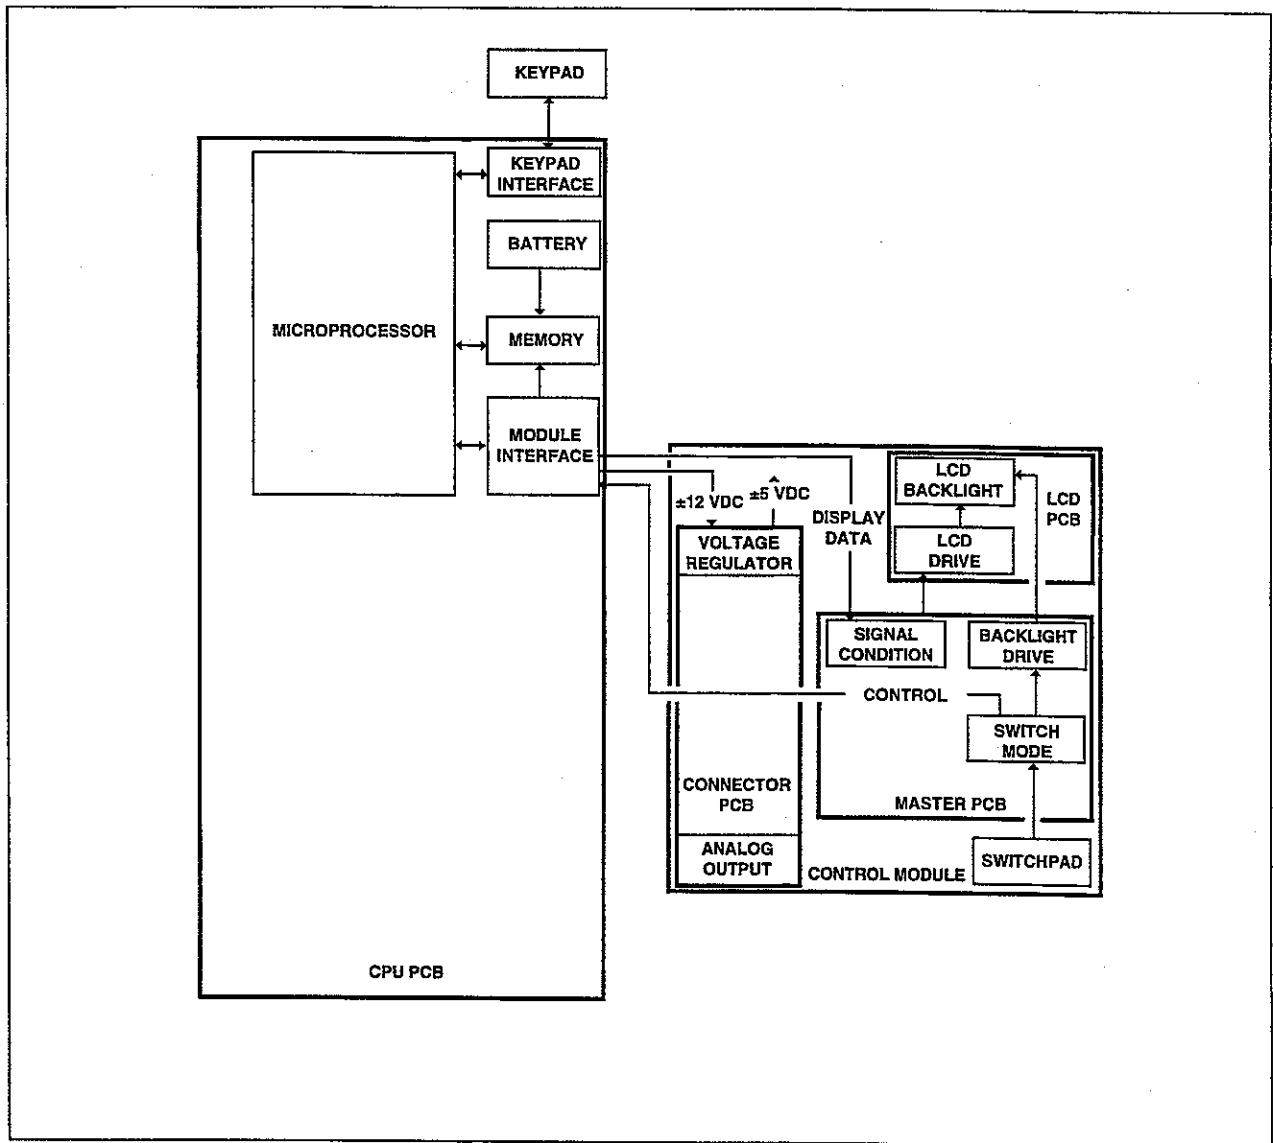 KEYPAD
KEYPAD
INTERFACE
BATTERY
MICROPROCESSOR
MEMORY
MODULE
INTERFACE
CPU PCB
±12 VDC
±5 VDC
DISPLAY
DATA
LCD
BACKLIGHT
LCD
PCB
LCD
DRIVE
VOLTAGE
REGULATOR
SIGNAL
CONDITION
BACKLIGHT
DRIVE
CONTROL
SWITCH
MODE
CONNECTOR
PCB
MASTER PCB
ANALOG
OUTPUT
CONTROL MODULE
SWITCHPAD